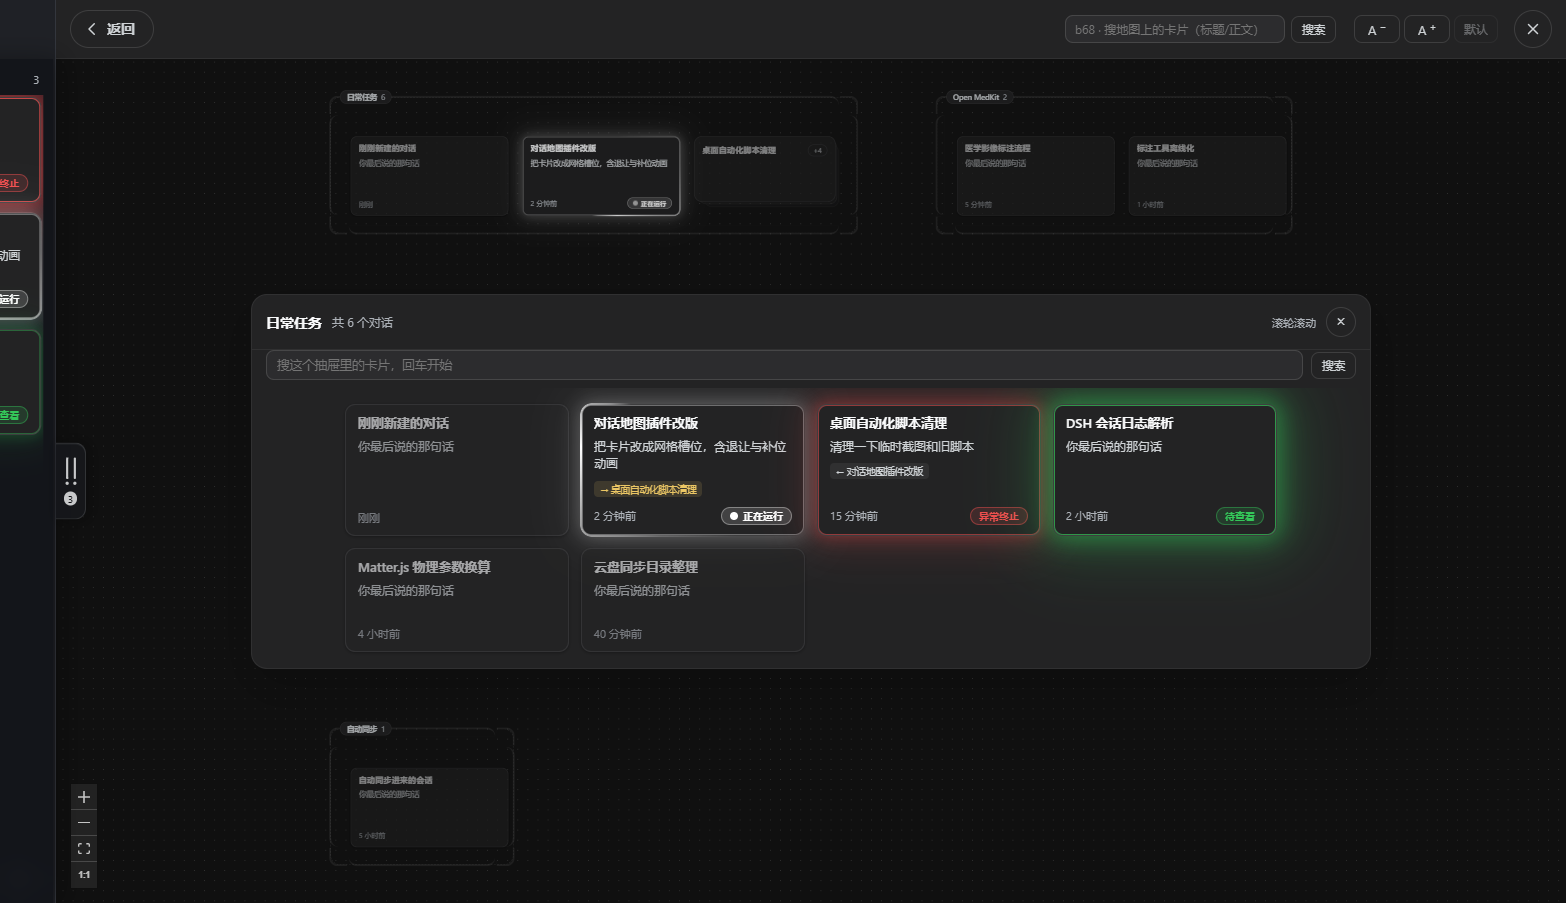 返回
b68 · 搜地图上的卡片（标题/正文）
搜索
A⁻
A⁺
默认
3
终止
动画
运行
查看
3
日常任务 6
刚刚新建的对话
你最后说的那句话
刚刚
对话地图插件改版
把卡片改成网格槽位，含退让与补位动画
2 分钟前
正在运行
桌面自动化脚本清理
+4
Open MedKit 2
医学影像标注流程
你最后说的那句话
5 分钟前
标注工具离线化
你最后说的那句话
1 小时前
日常任务 共 6 个对话
滚轮滚动
搜这个抽屉里的卡片，回车开始
搜索
刚刚新建的对话
你最后说的那句话
刚刚
对话地图插件改版
把卡片改成网格槽位，含退让与补位
动画
→ 桌面自动化脚本清理
2 分钟前
正在运行
桌面自动化脚本清理
清理一下临时截图和旧脚本
← 对话地图插件改版
15 分钟前
异常终止
DSH 会话日志解析
你最后说的那句话
2 小时前
待查看
Matter.js 物理参数换算
你最后说的那句话
4 小时前
云盘同步目录整理
你最后说的那句话
40 分钟前
自动同步 1
自动同步进来的会话
你最后说的那句话
5 小时前
1:1